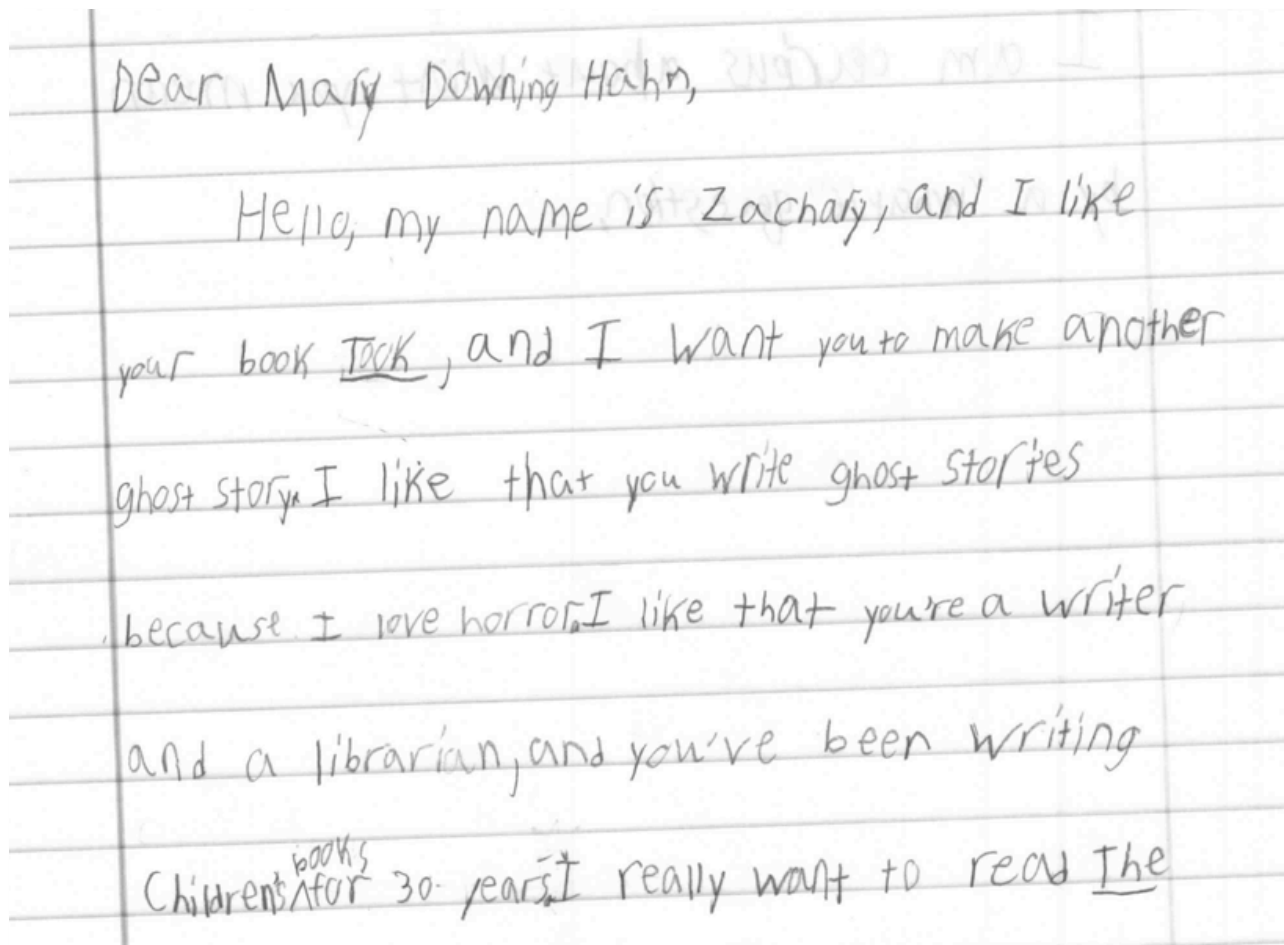 Dear Mary Downing Hahn,
Hello, my name is Zachary, and I like
your book Took, and I want you to make another
ghost story. I like that you write ghost stories
because I love horror. I like that you're a writer
and a librarian, and you've been writing
Children's books for 30 years. I really want to read The